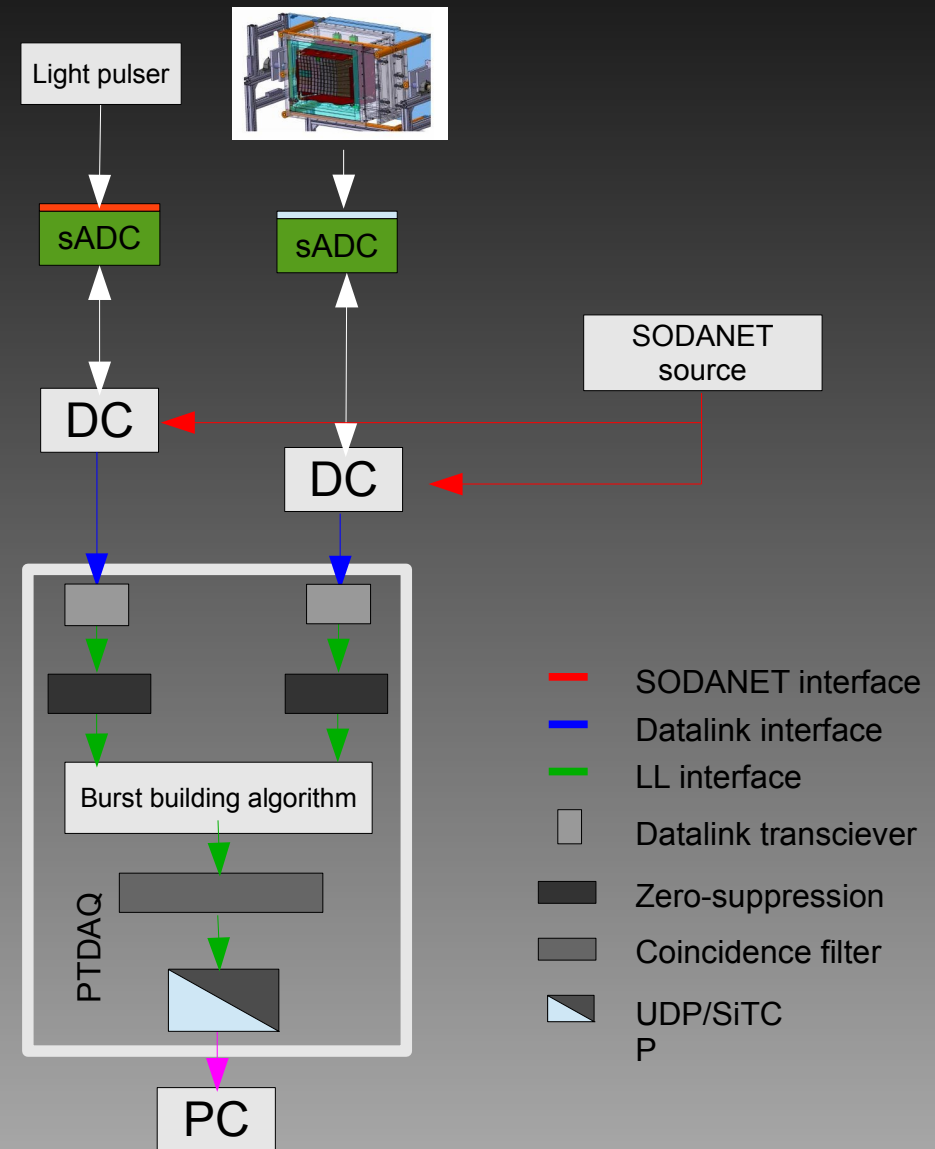 Light pulser
sADC
sADC
SODANET
source
DC
DC
Burst building algorithm
PTDAQ
PC
SODANET interface
Datalink interface
LL interface
Datalink transciever
Zero-suppression
Coincidence filter
UDP/SiTC
P